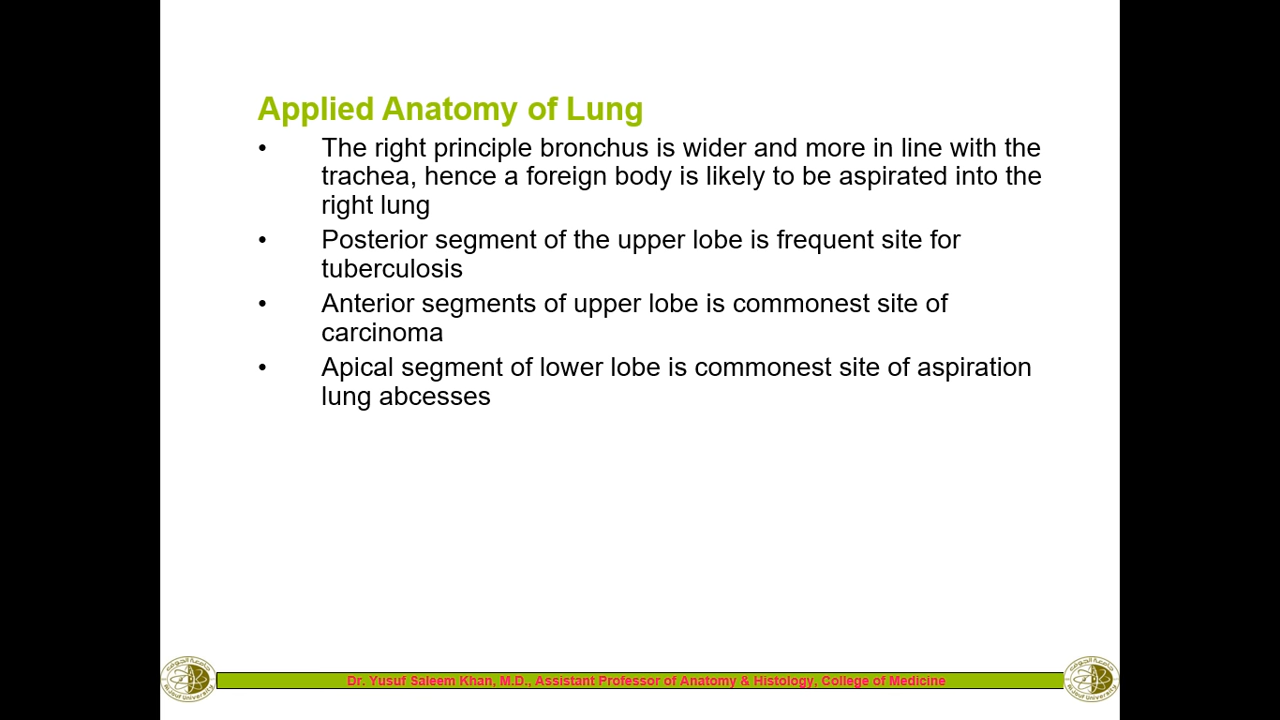 Applied Anatomy of Lung
• The right principle bronchus is wider and more in line with the
trachea, hence a foreign body is likely to be aspirated into the
right lung
• Posterior segment of the upper lobe is frequent site for
tuberculosis
• Anterior segments of upper lobe is commonest site of
carcinoma
• Apical segment of lower lobe is commonest site of aspiration
lung abcesses
Dr. Yusuf Saleem Khan, M.D., Assistant Professor of Anatomy & Histology, College of Medicine